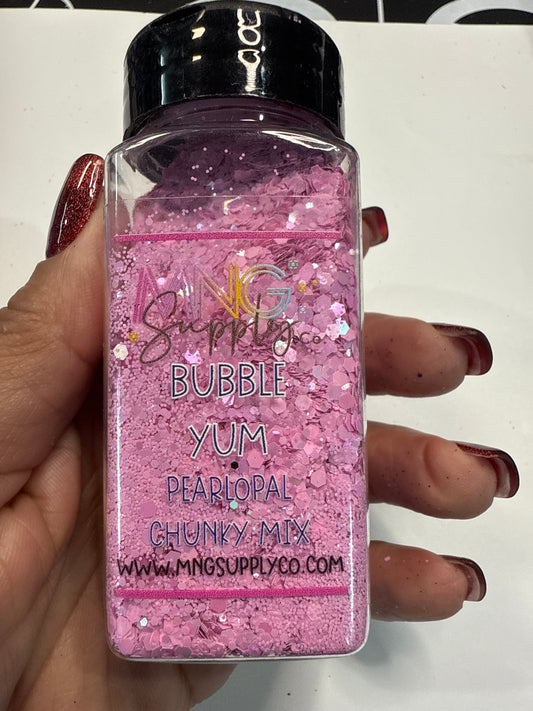 MNG
Supply co.
BUBBLE
YUM
PEARLOPAL
CHUNKY MIX
WWW.MNGSUPPLYCO.COM